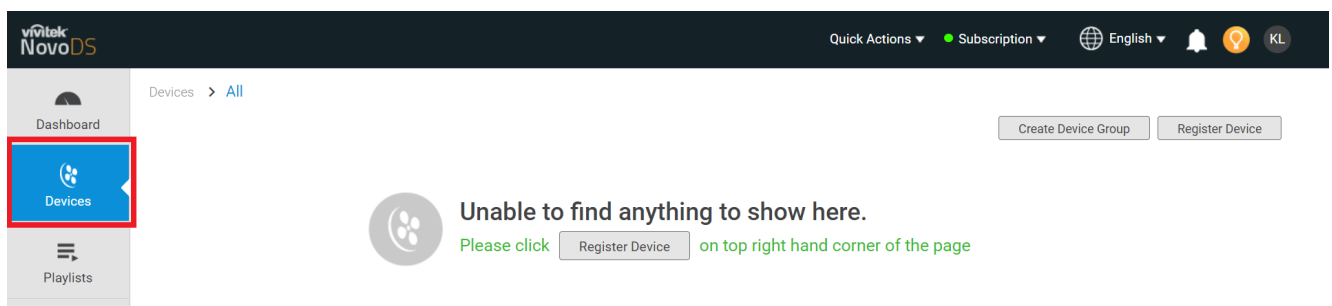 vivitek
NovoDS
Quick Actions ▼ Subscription ▼ English ▼ KL
Dashboard
Devices
Playlists
Devices > All
Create Device Group Register Device
Unable to find anything to show here.
Please click Register Device on top right hand corner of the page